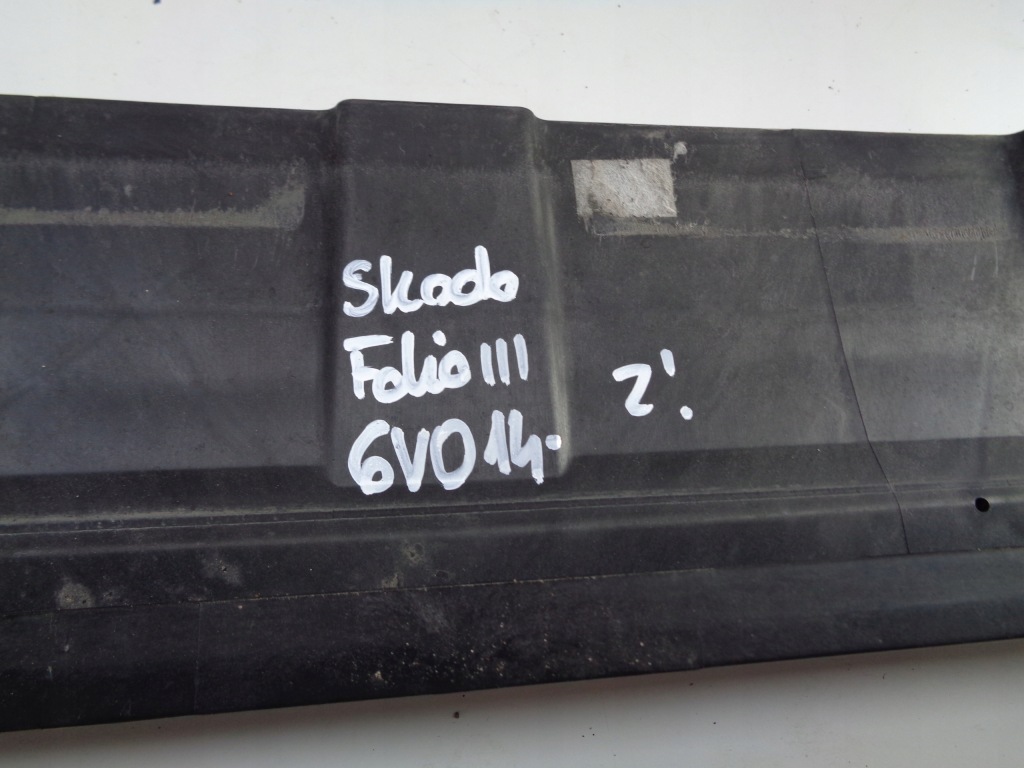 Skoda
Fabia III
6V0 14-
Z!